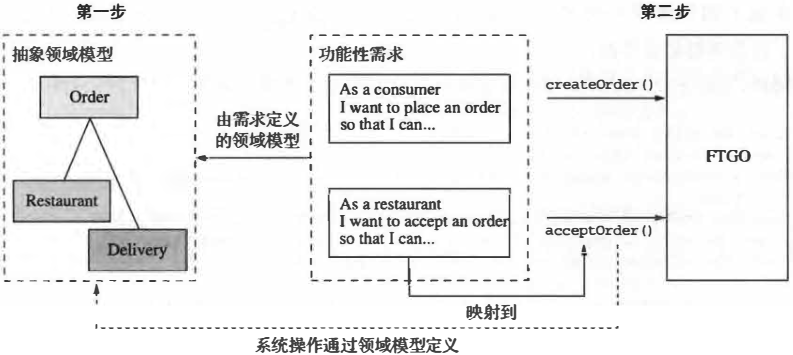 第一步
第二步
抽象领域模型
Order
Restaurant
Delivery
由需求定义
的领域模型
功能性需求
As a consumer
I want to place an order
so that I can...
As a restaurant
I want to accept an order
so that I can...
createOrder()
acceptOrder()
FTGO
映射到
系统操作通过领域模型定义